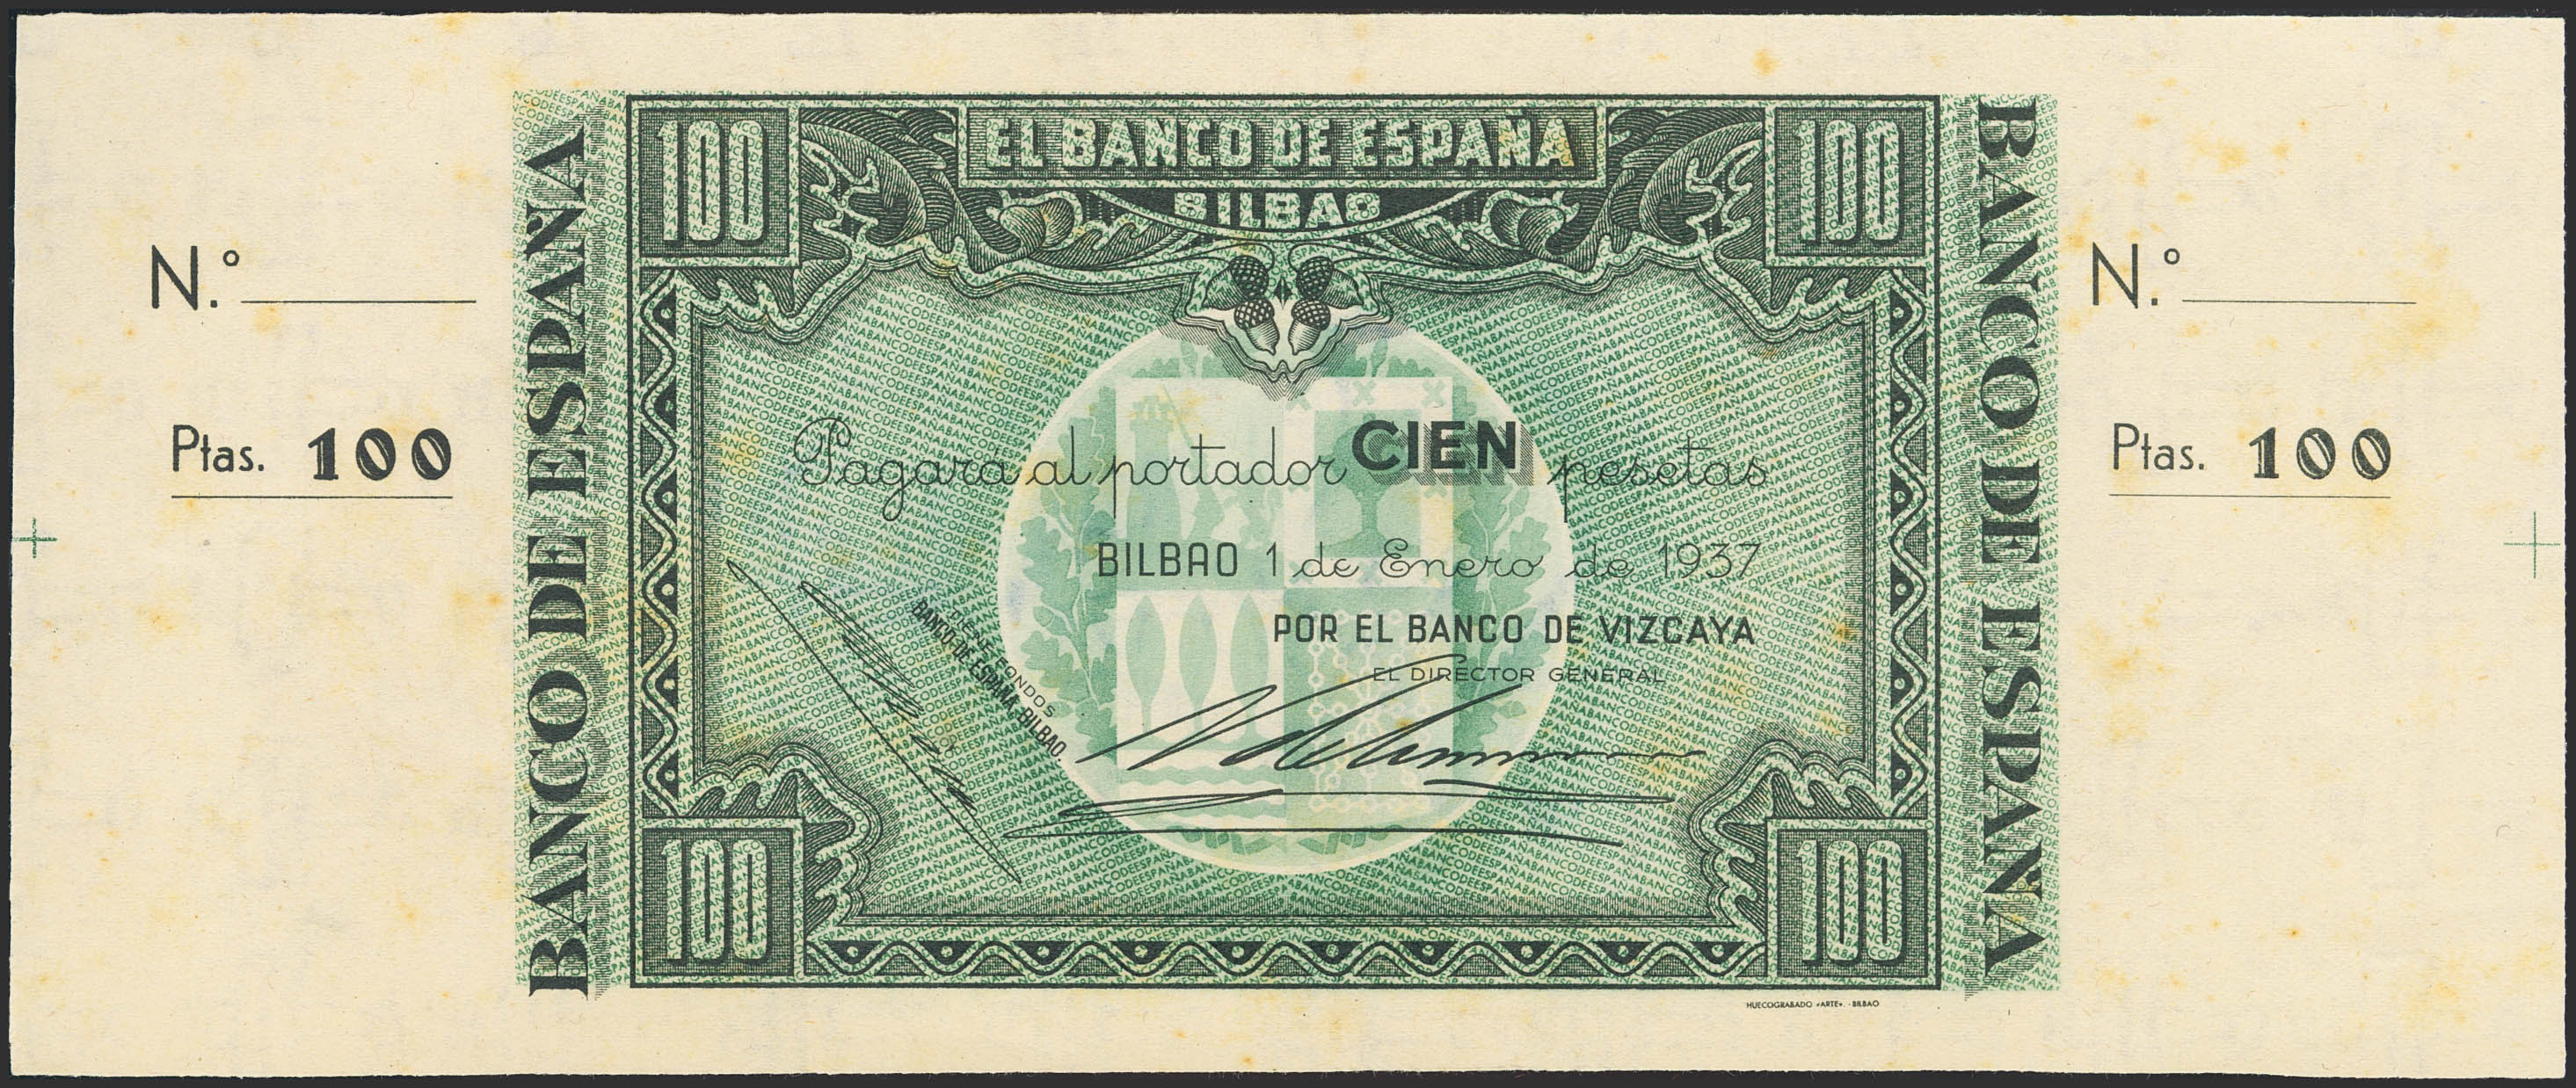 EL BANCO DE ESPAÑA
BILBAO
100
100
BANCO DE ESPAÑA
BANCO DE ESPAÑA
N.º
Ptas. 100
N.º
Ptas. 100
Pagará al portador CIEN pesetas
BILBAO 1 de Enero de 1937
POR EL BANCO DE VIZCAYA
EL DIRECTOR GENERAL
FONDOS
BANCO DE ESPAÑA. BILBAO.
100
100
HUECOGRABADO «ARTE». - BILBAO